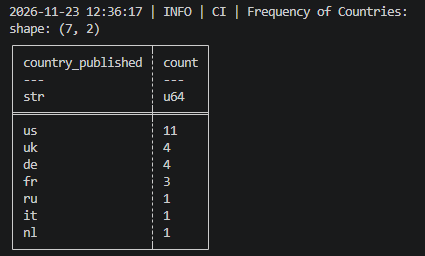 2026-11-23 12:36:17 | INFO | CI | Frequency of Countries:
shape: (7, 2)
country_published | count
--- | ---
str | u64
us | 11
uk | 4
de | 4
fr | 3
ru | 1
it | 1
nl | 1